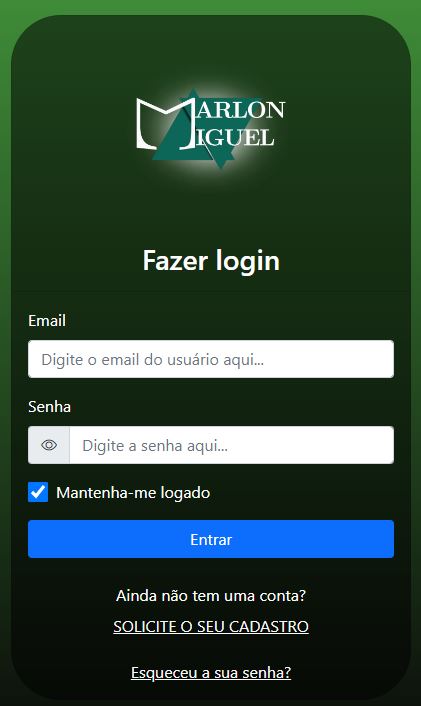 MARLON
MIGUEL
Fazer login
Email
Digite o email do usuário aqui...
Senha
Digite a senha aqui...
Mantenha-me logado
Entrar
Ainda não tem uma conta?
SOLICITE O SEU CADASTRO
Esqueceu a sua senha?